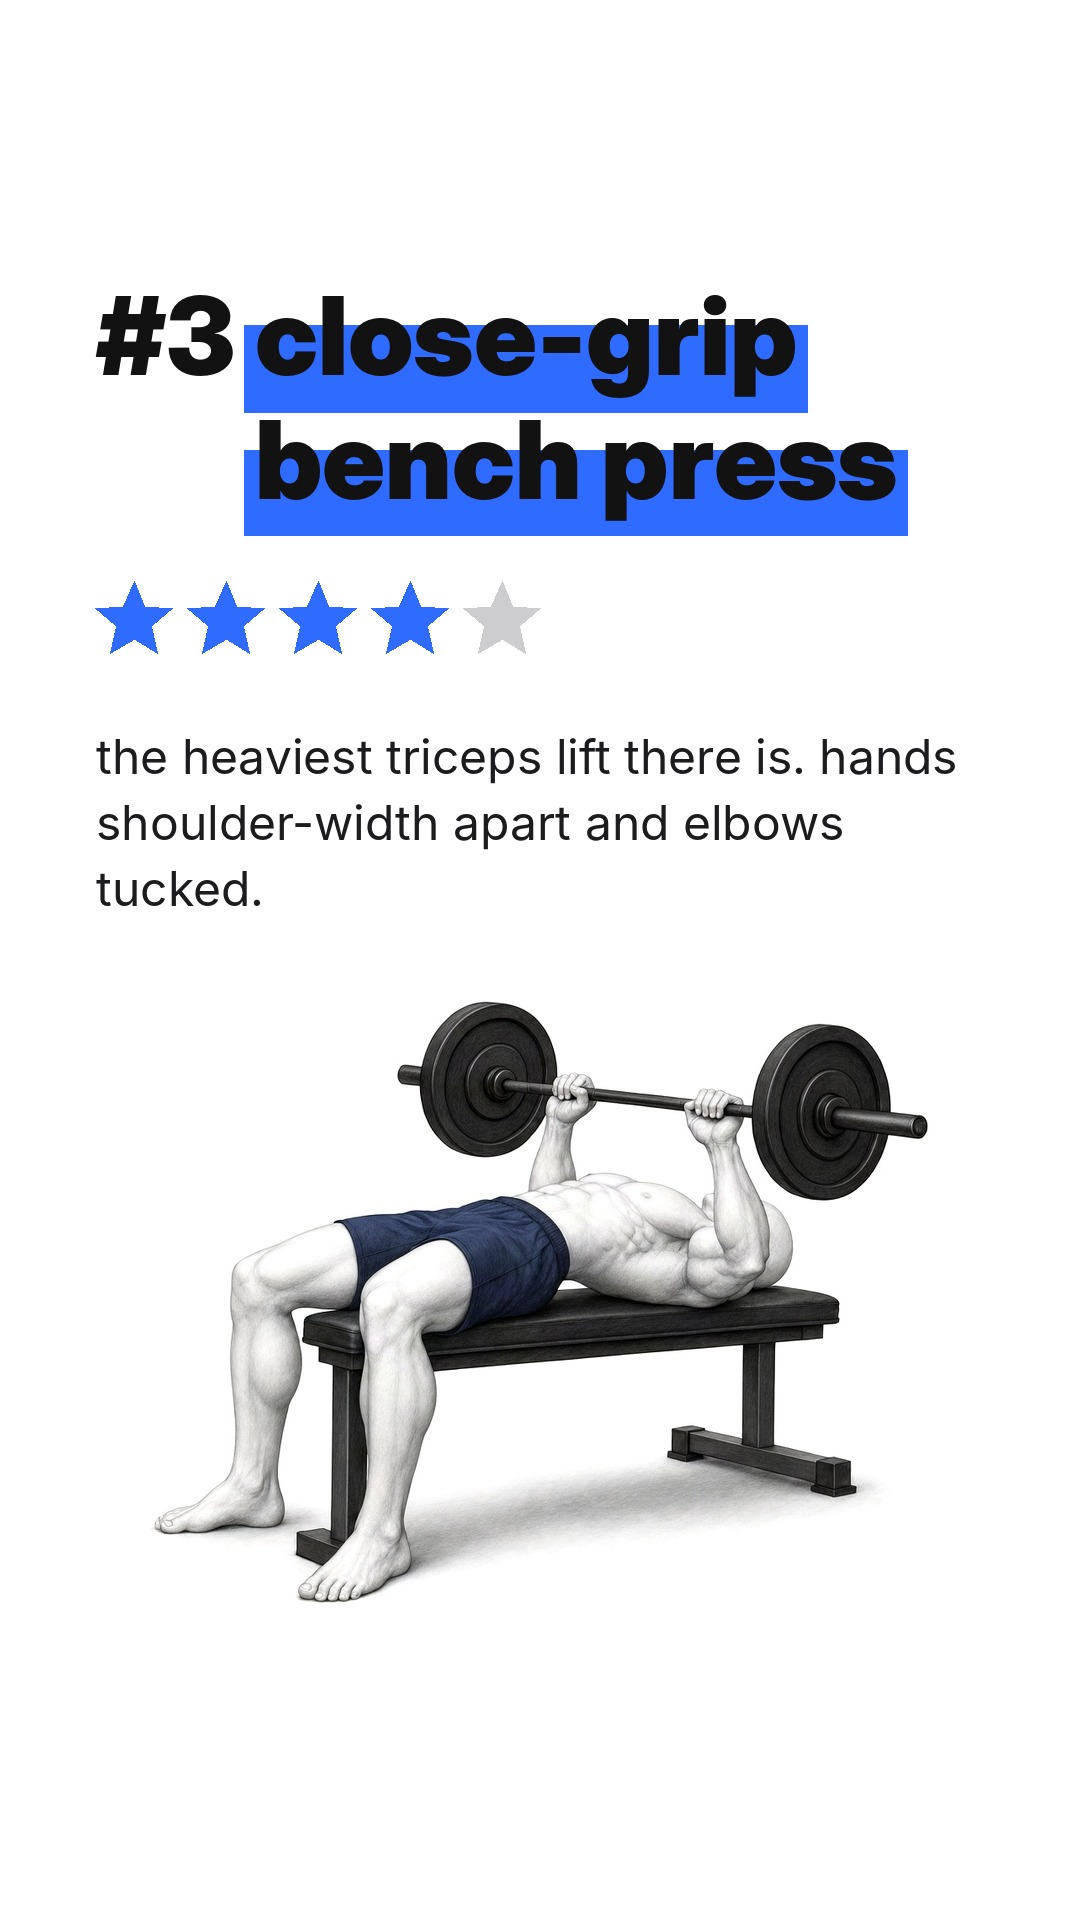 #3 close-grip
bench press
the heaviest triceps lift there is. hands
shoulder-width apart and elbows
tucked.